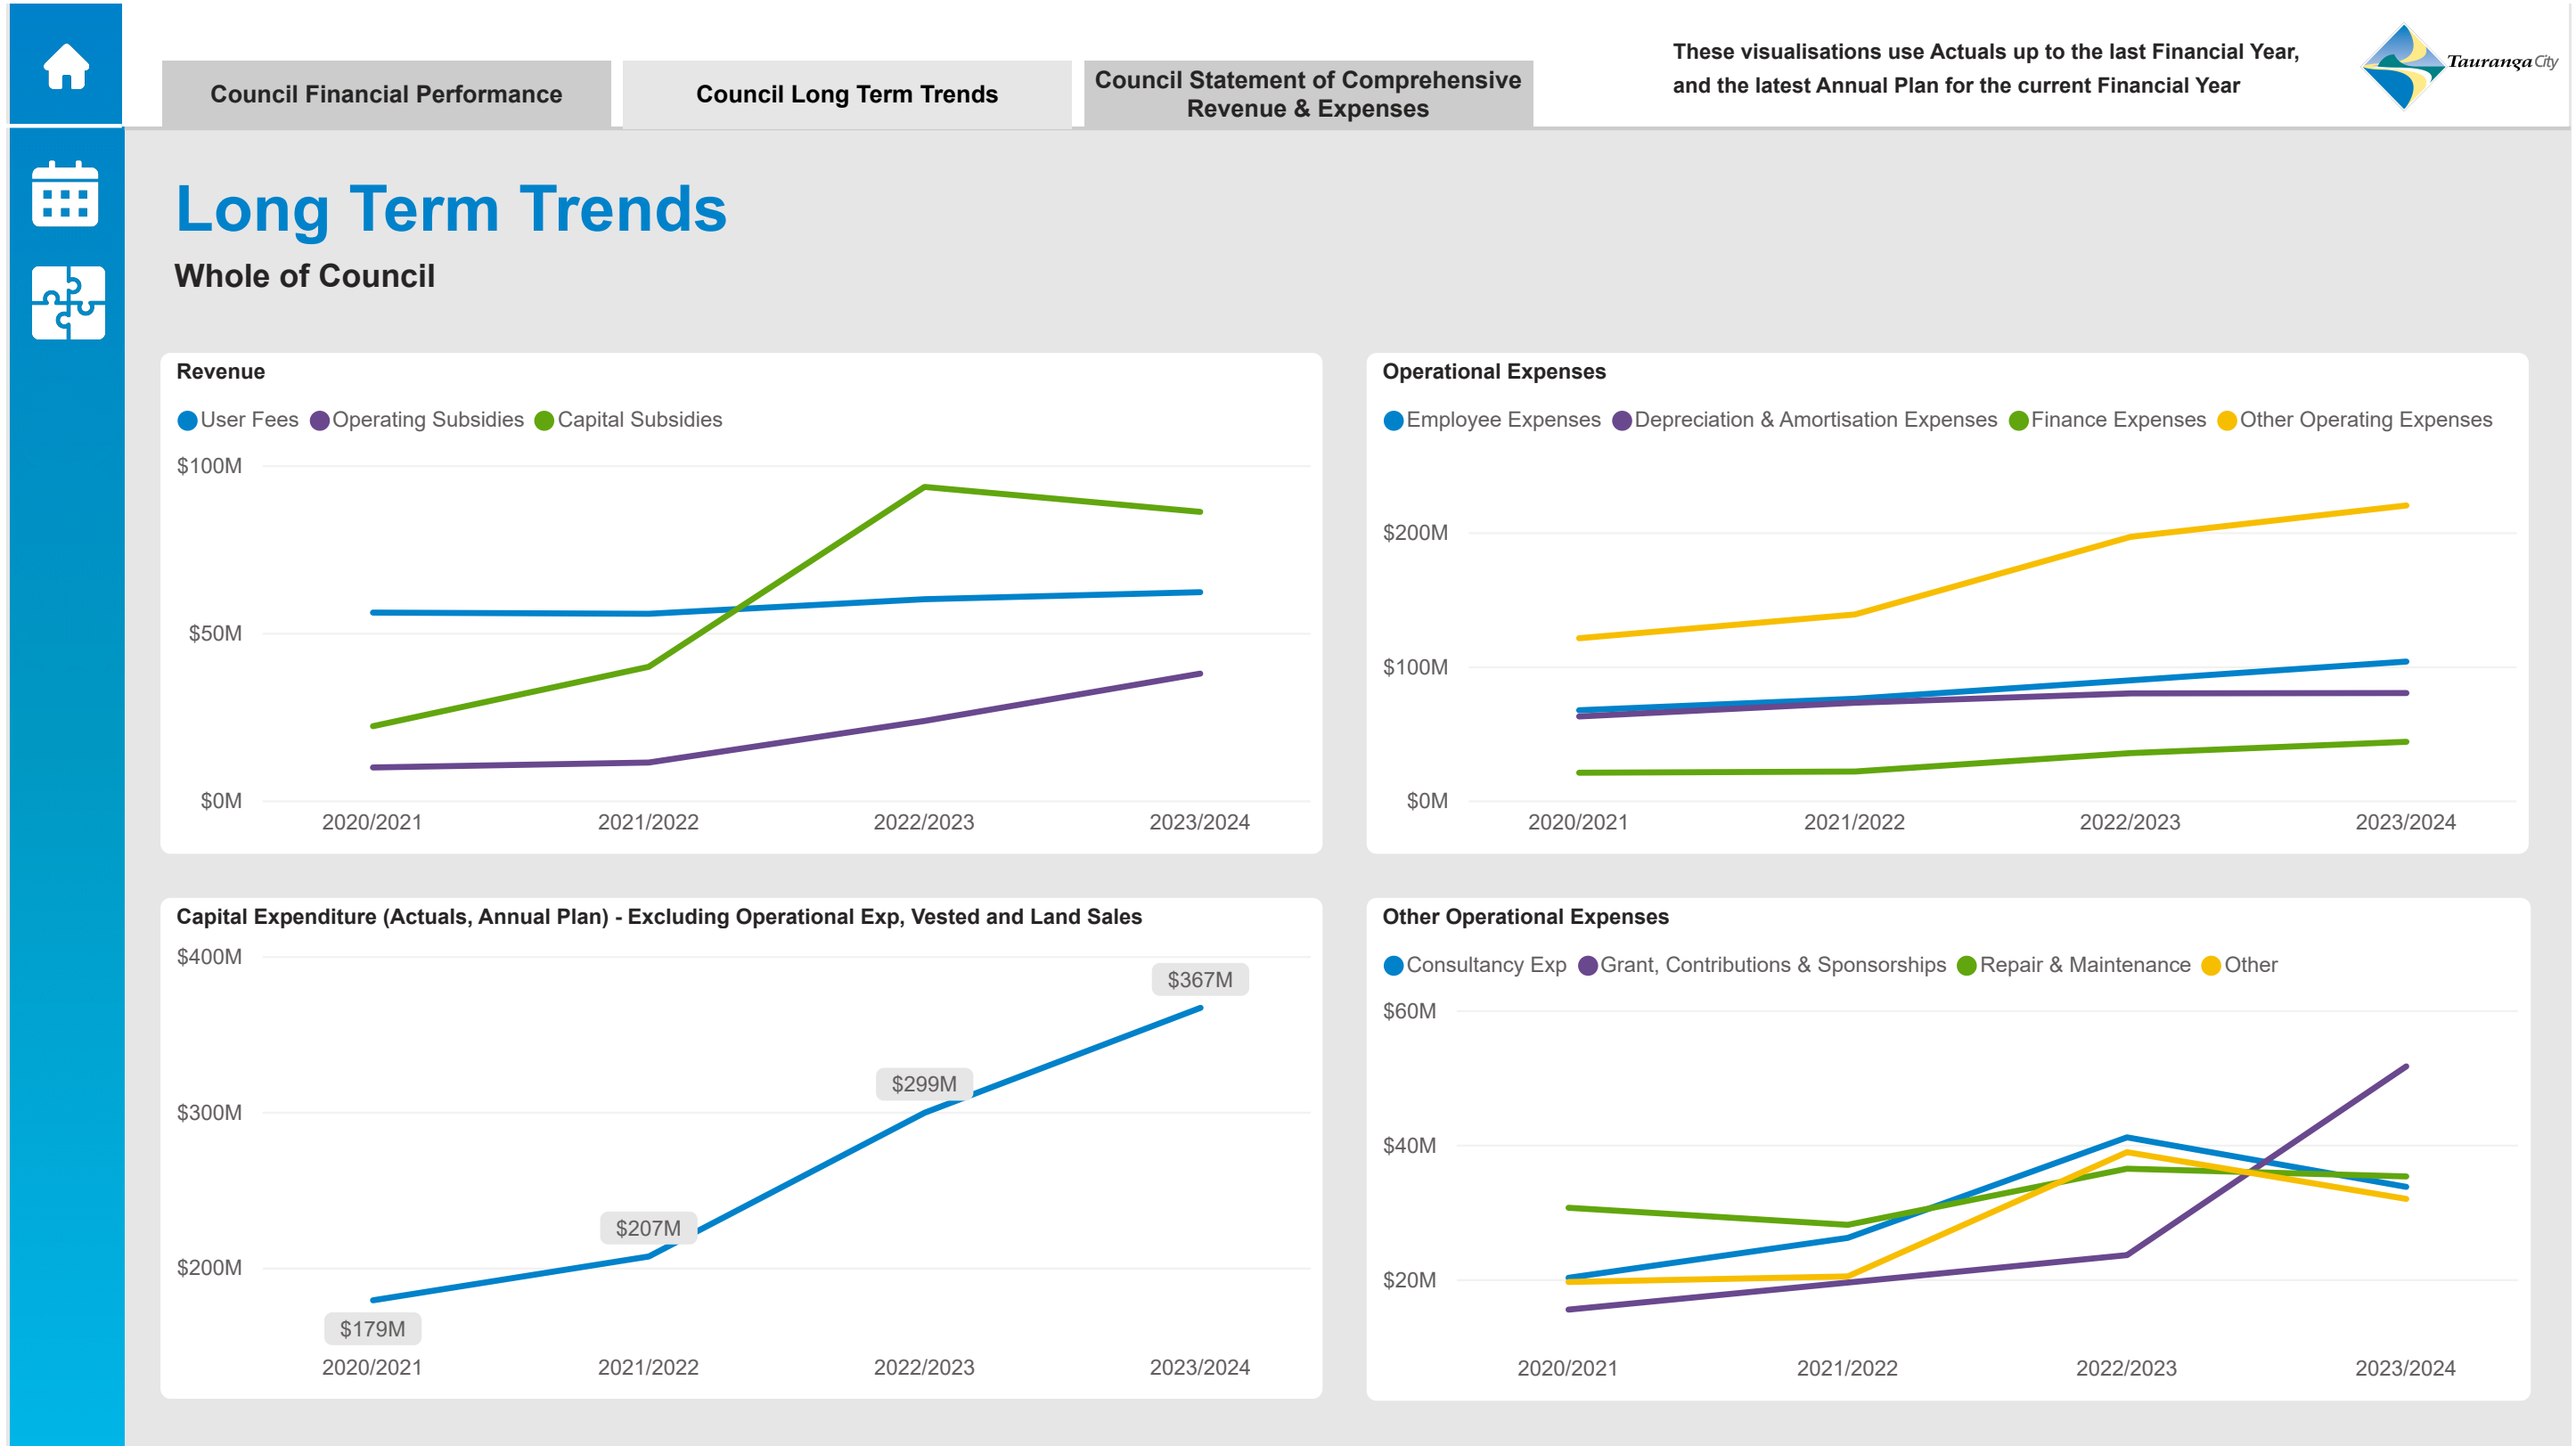 Council Financial Performance
Council Long Term Trends
Council Statement of Comprehensive
Revenue & Expenses
These visualisations use Actuals up to the last Financial Year,
and the latest Annual Plan for the current Financial Year
Tauranga City
Long Term Trends
Whole of Council
Revenue
User Fees Operating Subsidies Capital Subsidies
$100M
$50M
$0M
2020/2021 2021/2022 2022/2023 2023/2024
Operational Expenses
Employee Expenses Depreciation & Amortisation Expenses Finance Expenses Other Operating Expenses
$200M
$100M
$0M
2020/2021 2021/2022 2022/2023 2023/2024
Capital Expenditure (Actuals, Annual Plan) - Excluding Operational Exp, Vested and Land Sales
$400M
$367M
$299M
$300M
$207M
$200M
$179M
2020/2021 2021/2022 2022/2023 2023/2024
Other Operational Expenses
Consultancy Exp Grant, Contributions & Sponsorships Repair & Maintenance Other
$60M
$40M
$20M
2020/2021 2021/2022 2022/2023 2023/2024